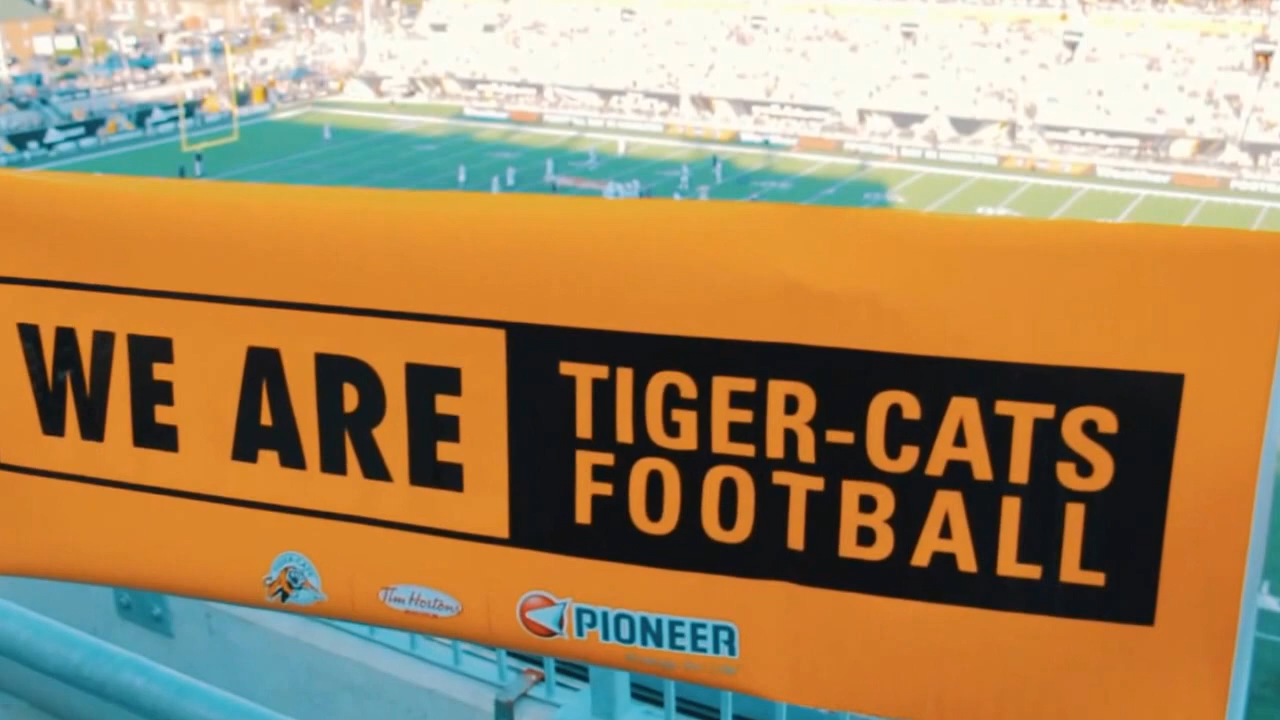 WE ARE
TIGER-CATS
FOOTBALL
Tim Hortons
PIONEER